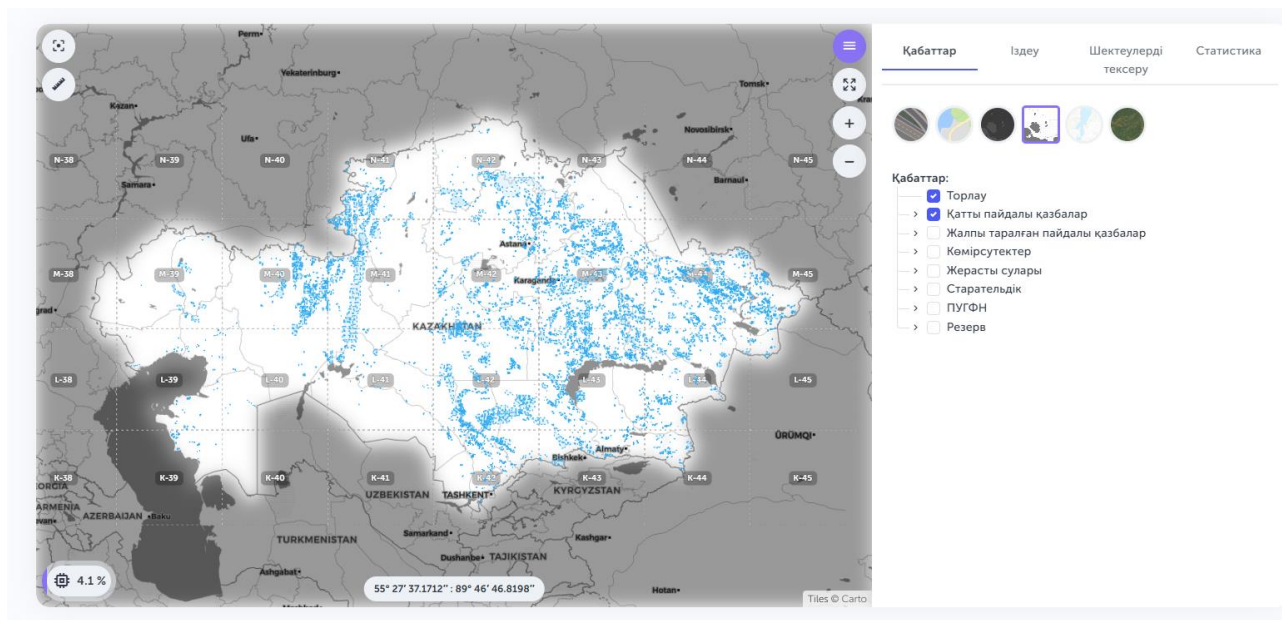 Perm
Yekaterinburg
Tomsk
Kazan
Ufa
Novosibirsk
N-38
N-39
N-40
N-41
N-42
N-43
N-44
N-45
Samara
Barnaul
Astana
M-38
M-39
M-40
M-41
M-42
M-43
M-44
M-45
Karaganda
grad
KAZAKHSTAN
L-38
L-39
L-40
L-41
L-42
L-43
L-44
L-45
ÜRÜMQI
Almaty
Bishkek
K-38
K-39
K-40
K-41
K-42
K-43
K-44
K-45
UZBEKISTAN
TASHKENT
KYRGYZSTAN
AZERBAIJAN
Baku
TURKMENISTAN
Samarkand
Kashgar
Dushanbe
TAJIKISTAN
Ashgabat
4.1 %
55° 27′ 37.1712″ : 89° 46′ 46.8198″
Hotan
Tiles © Carto
Қабаттар
Іздеу
Шектеулерді
тексеру
Статистика
Қабаттар:
Торлау
Қатты пайдалы қазбалар
Жалпы таралған пайдалы қазбалар
Көмірсутектер
Жерасты сулары
Старательдік
ПУГФН
Резерв